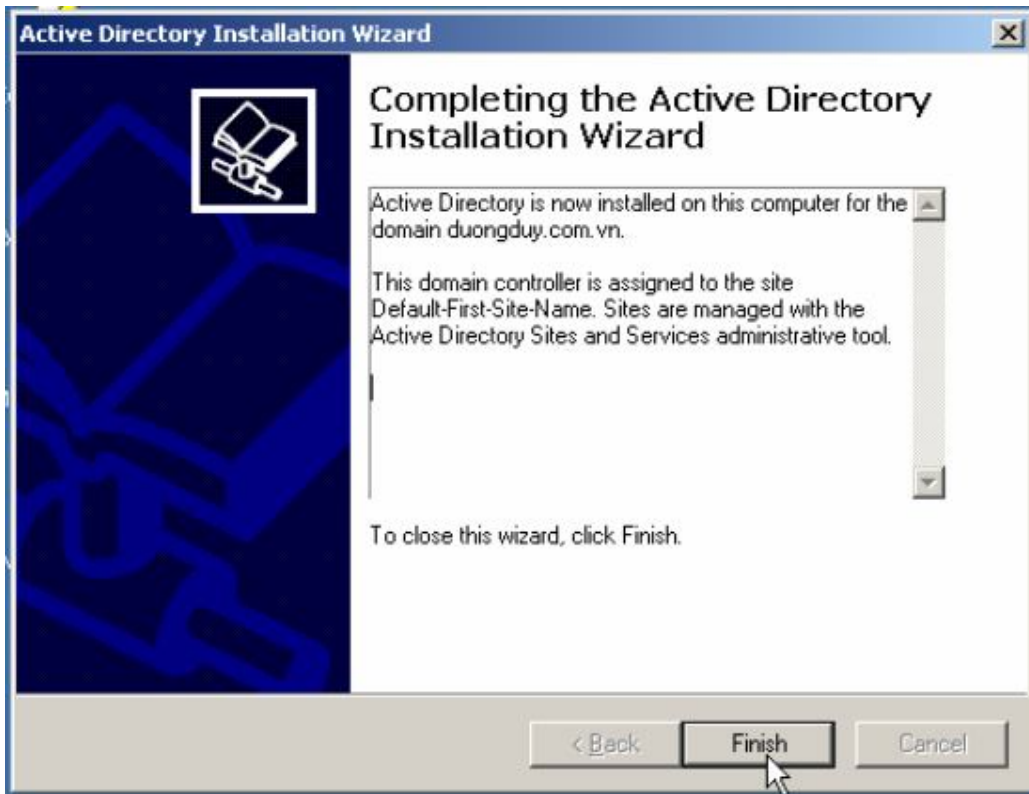 Active Directory Installation Wizard
Completing the Active Directory
Installation Wizard
Active Directory is now installed on this computer for the
domain duongduy.com.vn.
This domain controller is assigned to the site
Default-First-Site-Name. Sites are managed with the
Active Directory Sites and Services administrative tool.
To close this wizard, click Finish.
< Back
Finish
Cancel